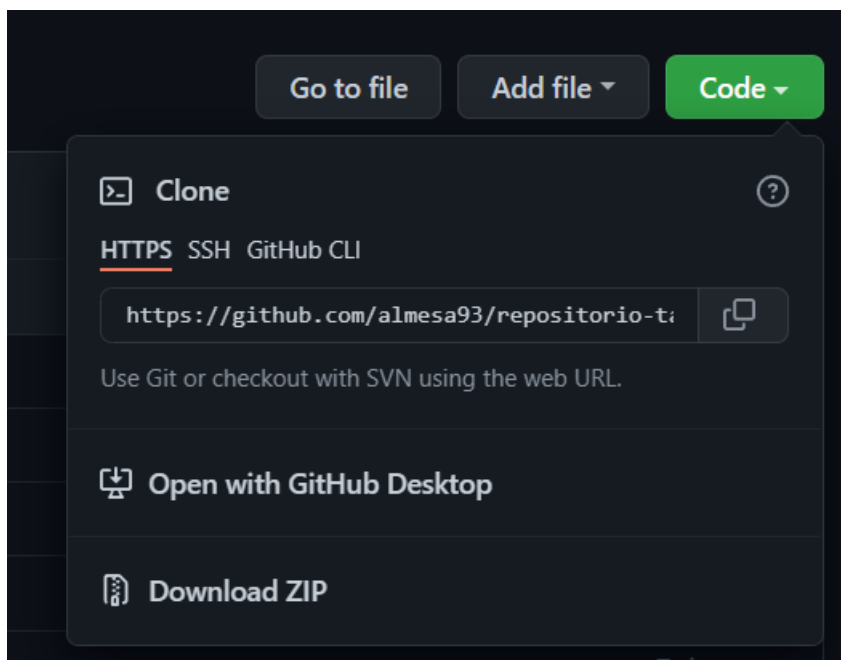 Go to file Add file Code
Clone
HTTPS SSH GitHub CLI
https://github.com/almesa93/repositorio-ta
Use Git or checkout with SVN using the web URL.
Open with GitHub Desktop
Download ZIP